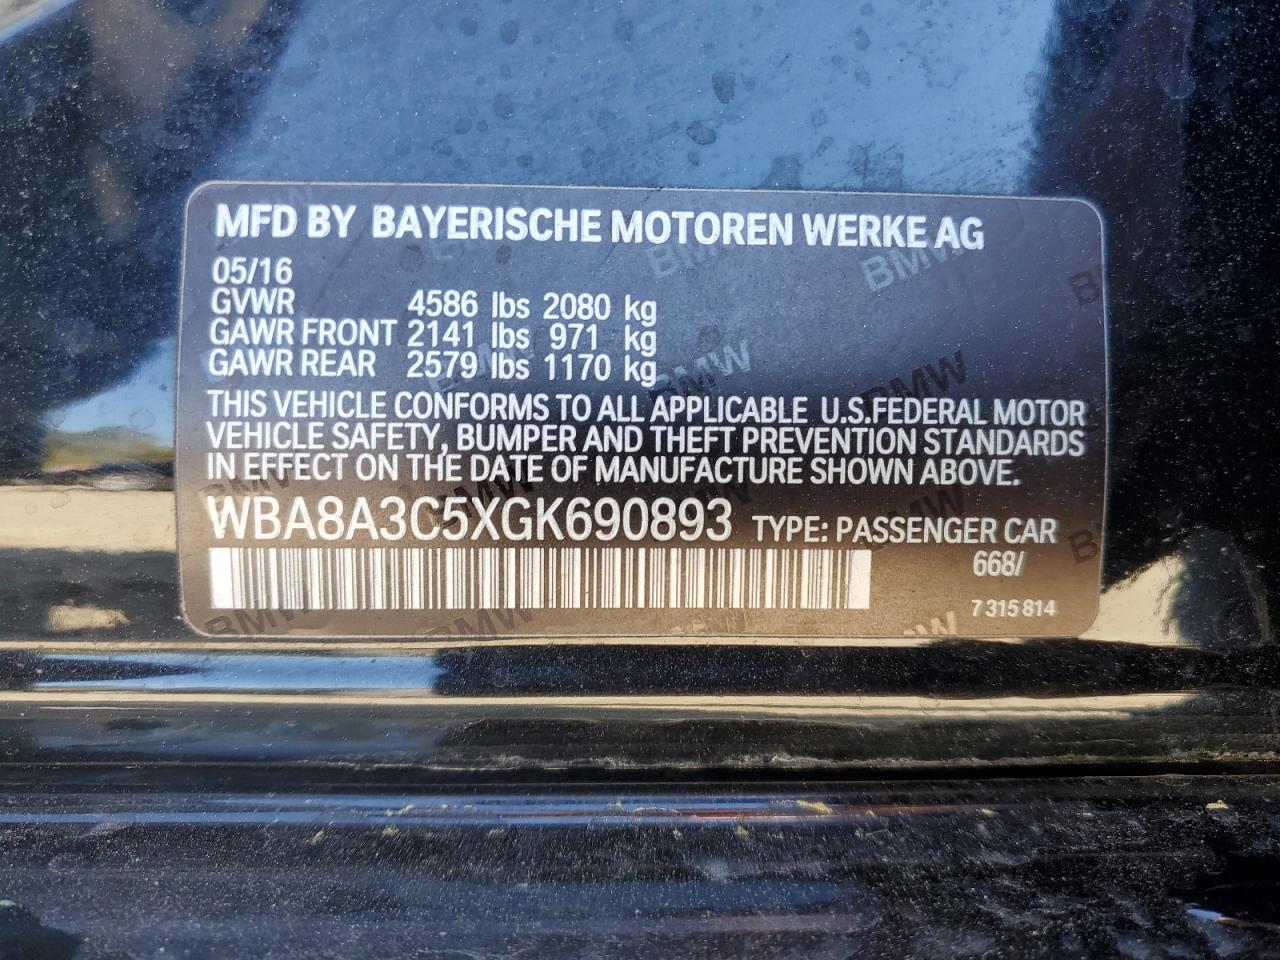 MFD BY BAYERISCHE MOTOREN WERKE AG
05/16
GVWR 4586 lbs 2080 kg
GAWR FRONT 2141 lbs 971 kg
GAWR REAR 2579 lbs 1170 kg
THIS VEHICLE CONFORMS TO ALL APPLICABLE U.S.FEDERAL MOTOR
VEHICLE SAFETY, BUMPER AND THEFT PREVENTION STANDARDS
IN EFFECT ON THE DATE OF MANUFACTURE SHOWN ABOVE.
WBA8A3C5XGK690893 TYPE: PASSENGER CAR
668/
7 315 814